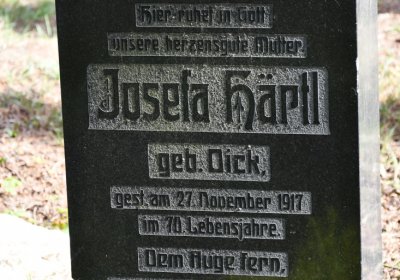 Hier ruhet in Gott
unsere herzensgute Mutter
Josefa Härtl
geb. Dick,
gest am 27. November 1917
im 70. Lebensjahre.
Dem Auge fern,